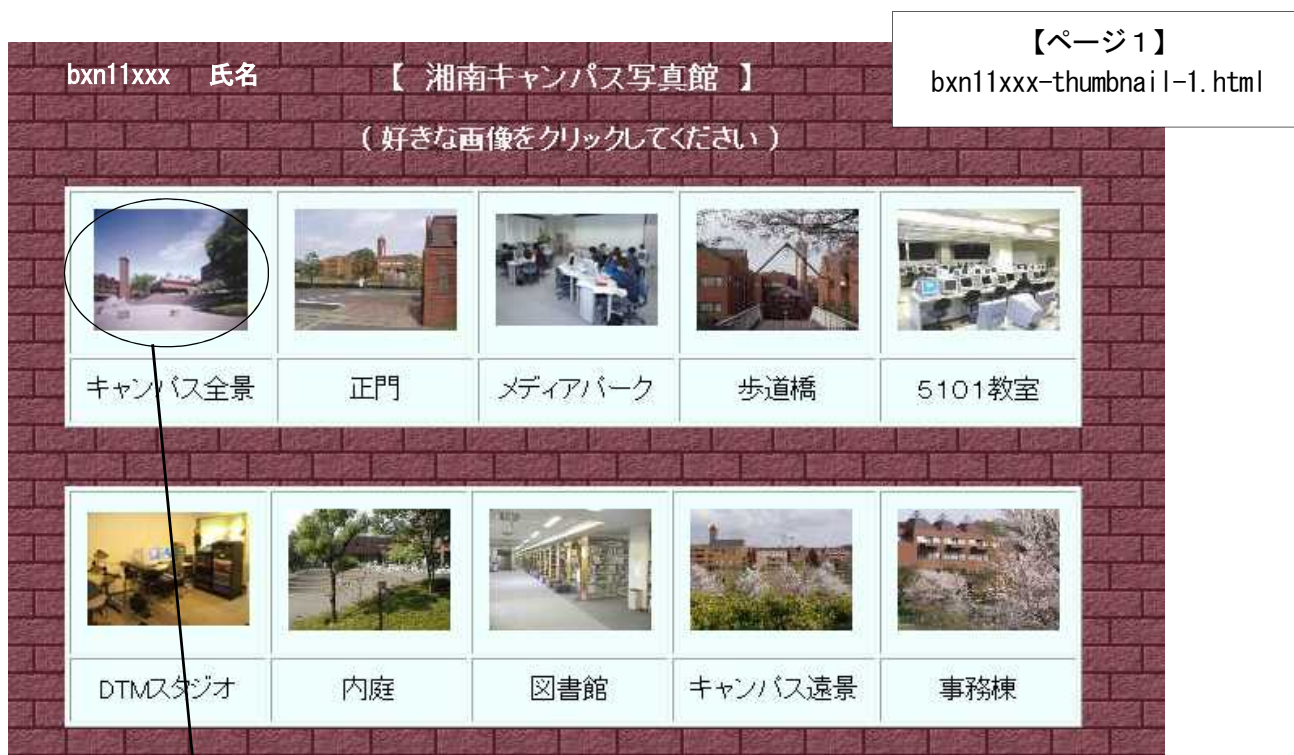 【ページ１】
bxn11xxx-thumbnail-1.html
bxn11xxx 氏名 【 湘南キャンパス写真館 】
（ 好きな画像をクリックしてください ）
キャンパス全景 正門 メディアパーク 歩道橋 5101教室
DTMスタジオ 内庭 図書館 キャンパス遠景 事務棟